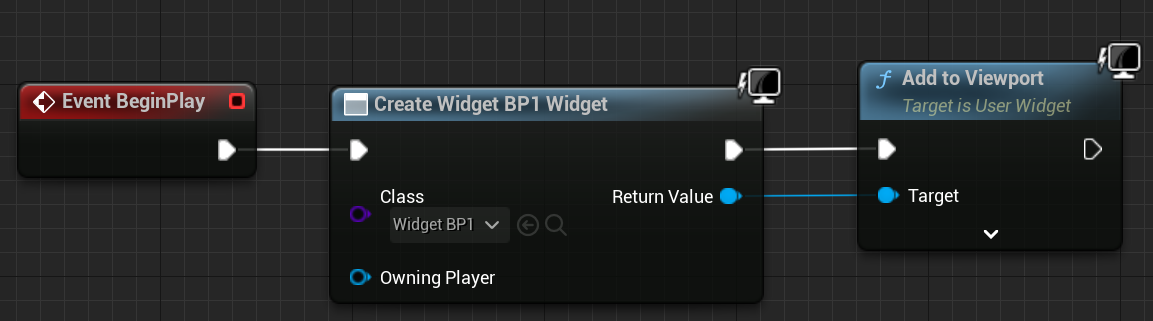 Event BeginPlay
Create Widget BP1 Widget
Class
Widget BP1
Return Value
Owning Player
Add to Viewport
Target is User Widget
Target